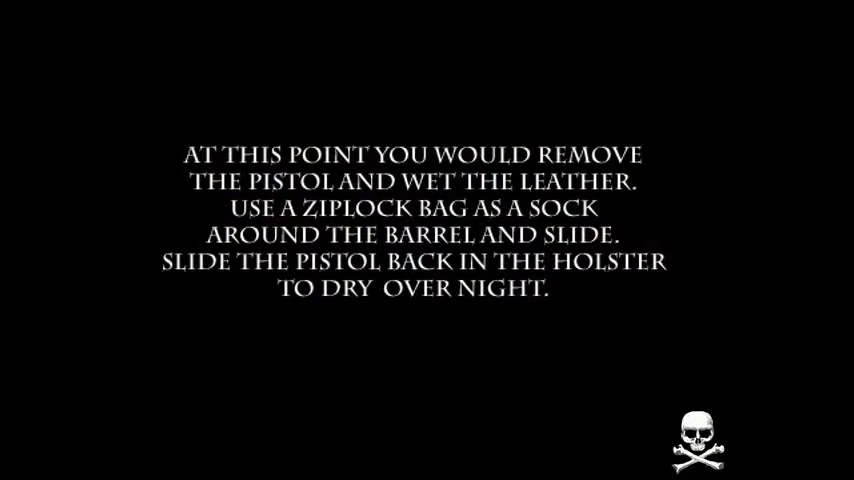 AT THIS POINT YOU WOULD REMOVE
THE PISTOL AND WET THE LEATHER.
USE A ZIPLOCK BAG AS A SOCK
AROUND THE BARREL AND SLIDE.
SLIDE THE PISTOL BACK IN THE HOLSTER
TO DRY OVER NIGHT.